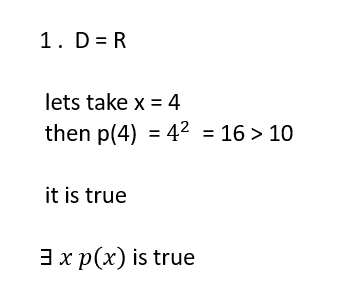 1. D = R
lets take x = 4
then p(4) = 4² = 16 > 10
it is true
∃ x p(x) is true